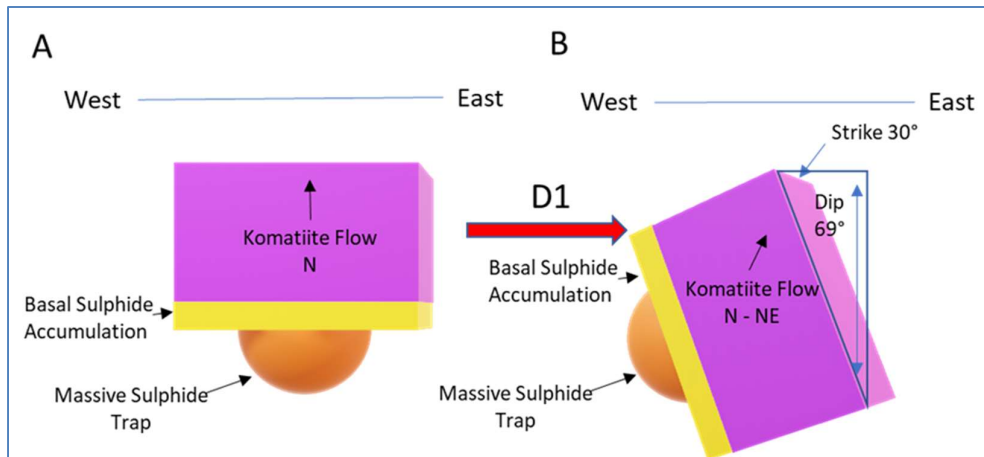 A
West
East
Komatiite Flow
N
Basal Sulphide
Accumulation
Massive Sulphide
Trap
D1
B
West
East
Strike 30°
Dip
69°
Basal Sulphide
Accumulation
Komatiite Flow
N - NE
Massive Sulphide
Trap